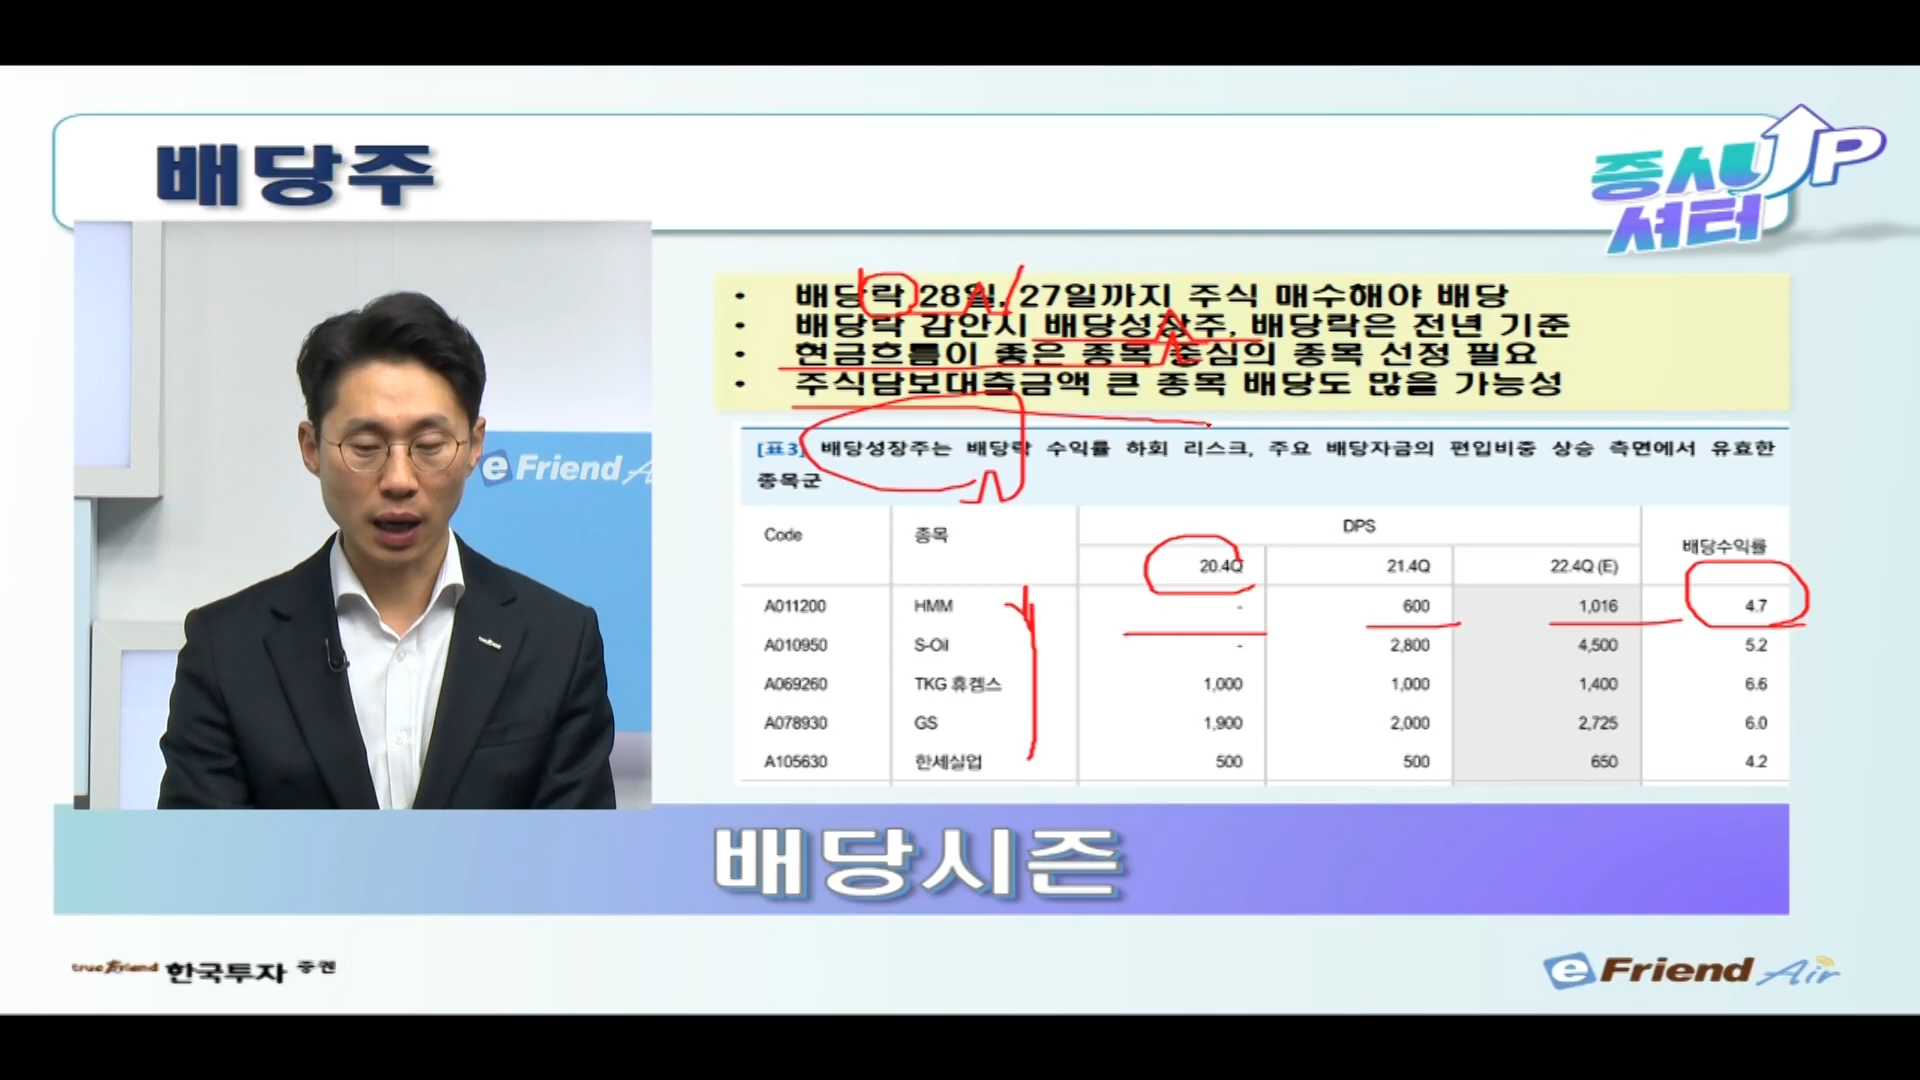 배당주
증시 UP
셔터
• 배당락 28일, 27일까지 주식 매수해야 배당
• 배당락 감안시 배당성장주, 배당락은 전년 기준
• 현금흐름이 좋은 종목 중심의 종목 선정 필요
• 주식담보대출금액 큰 종목 배당도 많을 가능성
e Friend A
[표3] 배당성장주는 배당락 수익률 하회 리스크, 주요 배당자금의 편입비중 상승 측면에서 유효한
종목군
Code 종목 DPS 배당수익률
20.4Q 21.4Q 22.4Q (E)
A011200 HMM - 600 1,016 4.7
A010950 S-Oil - 2,800 4,500 5.2
A069260 TKG 휴켐스 1,000 1,000 1,400 6.6
A078930 GS 1,900 2,000 2,725 6.0
A105630 한세실업 500 500 650 4.2
배당시즌
true Friend 한국투자 증권
e Friend Air